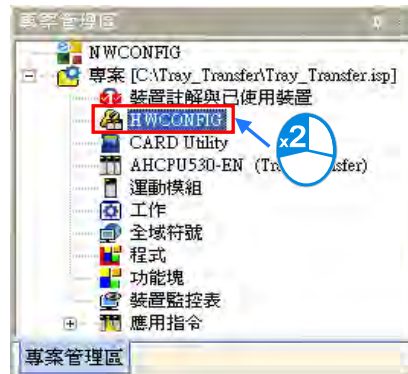 專案管理區
NWCONFIG
專案 [C:\Tray_Transfer\Tray_Transfer.isp]
裝置註解與已使用裝置
HWCONFIG
x2
CARD Utility
AHCPU530-EN (Tr sfer)
運動模組
工作
全域符號
程式
功能塊
裝置監控表
應用指令
專案管理區